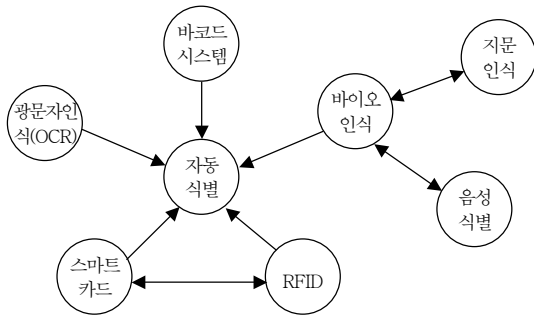 바코드
시스템
지문
인식
광문자인
식(OCR)
바이오
인식
자동
식별
음성
식별
스마트
카드
RFID